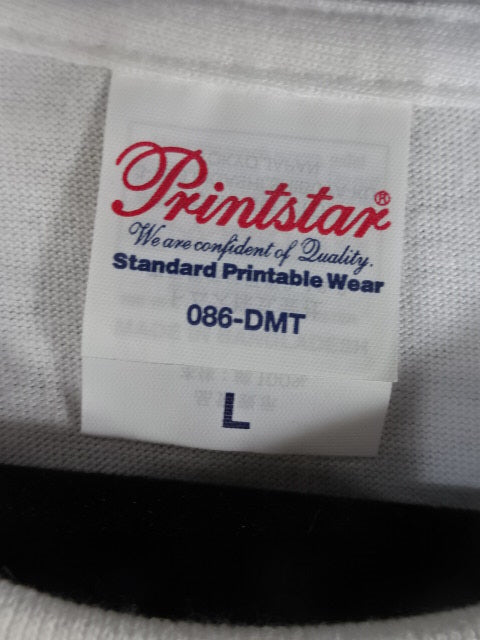 Printstar®
We are confident of Quality.
Standard Printable Wear
086-DMT
L